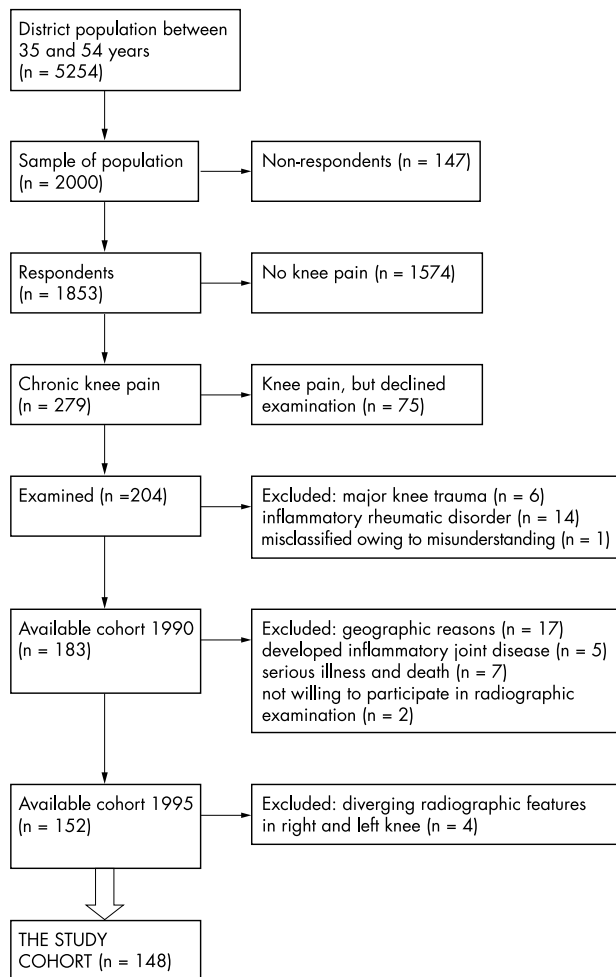 District population between
35 and 54 years
(n = 5254)
Sample of population
(n = 2000)
Non-respondents (n = 147)
Respondents
(n = 1853)
No knee pain (n = 1574)
Chronic knee pain
(n = 279)
Knee pain, but declined
examination (n = 75)
Examined (n =204)
Excluded: major knee trauma (n = 6)
inflammatory rheumatic disorder (n = 14)
misclassified owing to misunderstanding (n = 1)
Available cohort 1990
(n = 183)
Excluded: geographic reasons (n = 17)
developed inflammatory joint disease (n = 5)
serious illness and death (n = 7)
not willing to participate in radiographic
examination (n = 2)
Available cohort 1995
(n = 152)
Excluded: diverging radiographic features
in right and left knee (n = 4)
THE STUDY
COHORT (n = 148)